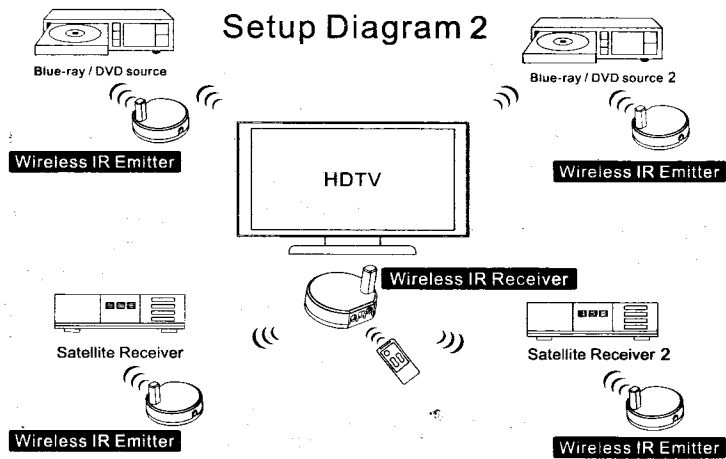 Setup Diagram 2
Blue-ray / DVD source
Blue-ray / DVD source 2
Wireless IR Emitter
Wireless IR Emitter
HDTV
Wireless IR Receiver
Satellite Receiver
Satellite Receiver 2
Wireless IR Emitter
Wireless IR Emitter